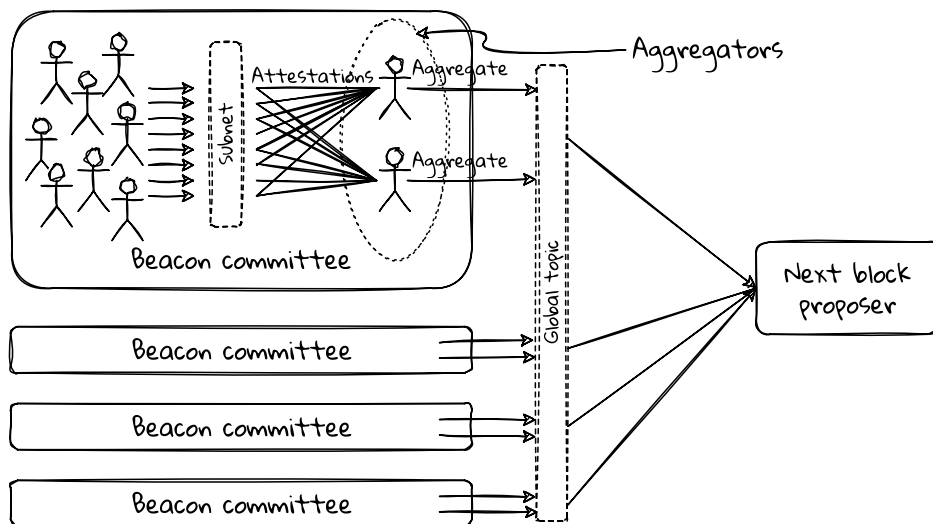 Aggregators
Attestations
Aggregate
Subnet
Aggregate
Beacon committee
Global topic
Next block
proposer
Beacon committee
Beacon committee
Beacon committee